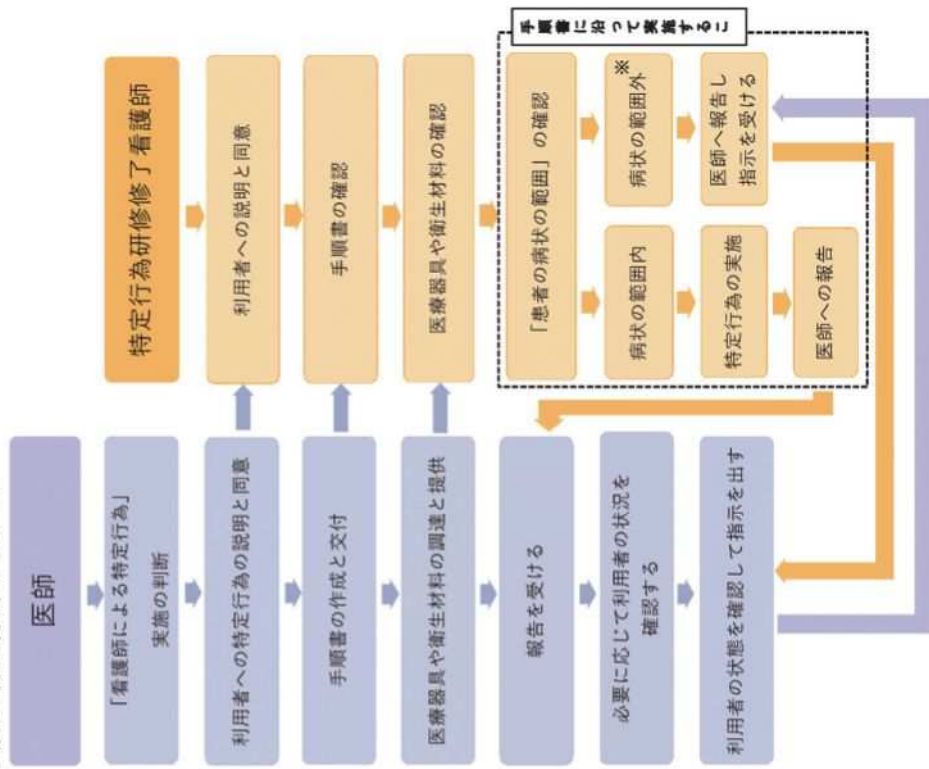 医師
「看護師による特定行為」
実施の判断
利用者への特定行為の説明と同意
手順書の作成と交付
医療器具や衛生材料の調達と提供
報告を受ける
必要に応じて利用者の状況を
確認する
利用者の状態を確認して指示を出す
特定行為研修修了看護師
利用者への説明と同意
手順書の確認
医療器具や衛生材料の確認
手順書に沿って実施するこ
「患者の病状の範囲」の確認
病状の範囲内
特定行為の実施
医師への報告
病状の範囲外※
医師へ報告し
指示を受ける